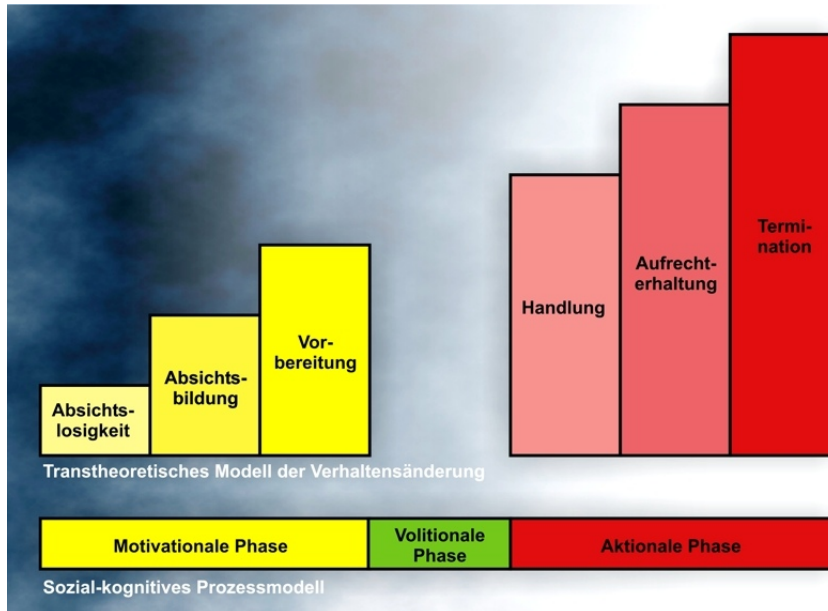 Absichts-
losigkeit
Absichts-
bildung
Vor-
bereitung
Handlung
Aufrecht-
erhaltung
Termi-
nation
Transtheoretisches Modell der Verhaltensänderung
Motivationale Phase
Volitionale
Phase
Aktionale Phase
Sozial-kognitives Prozessmodell